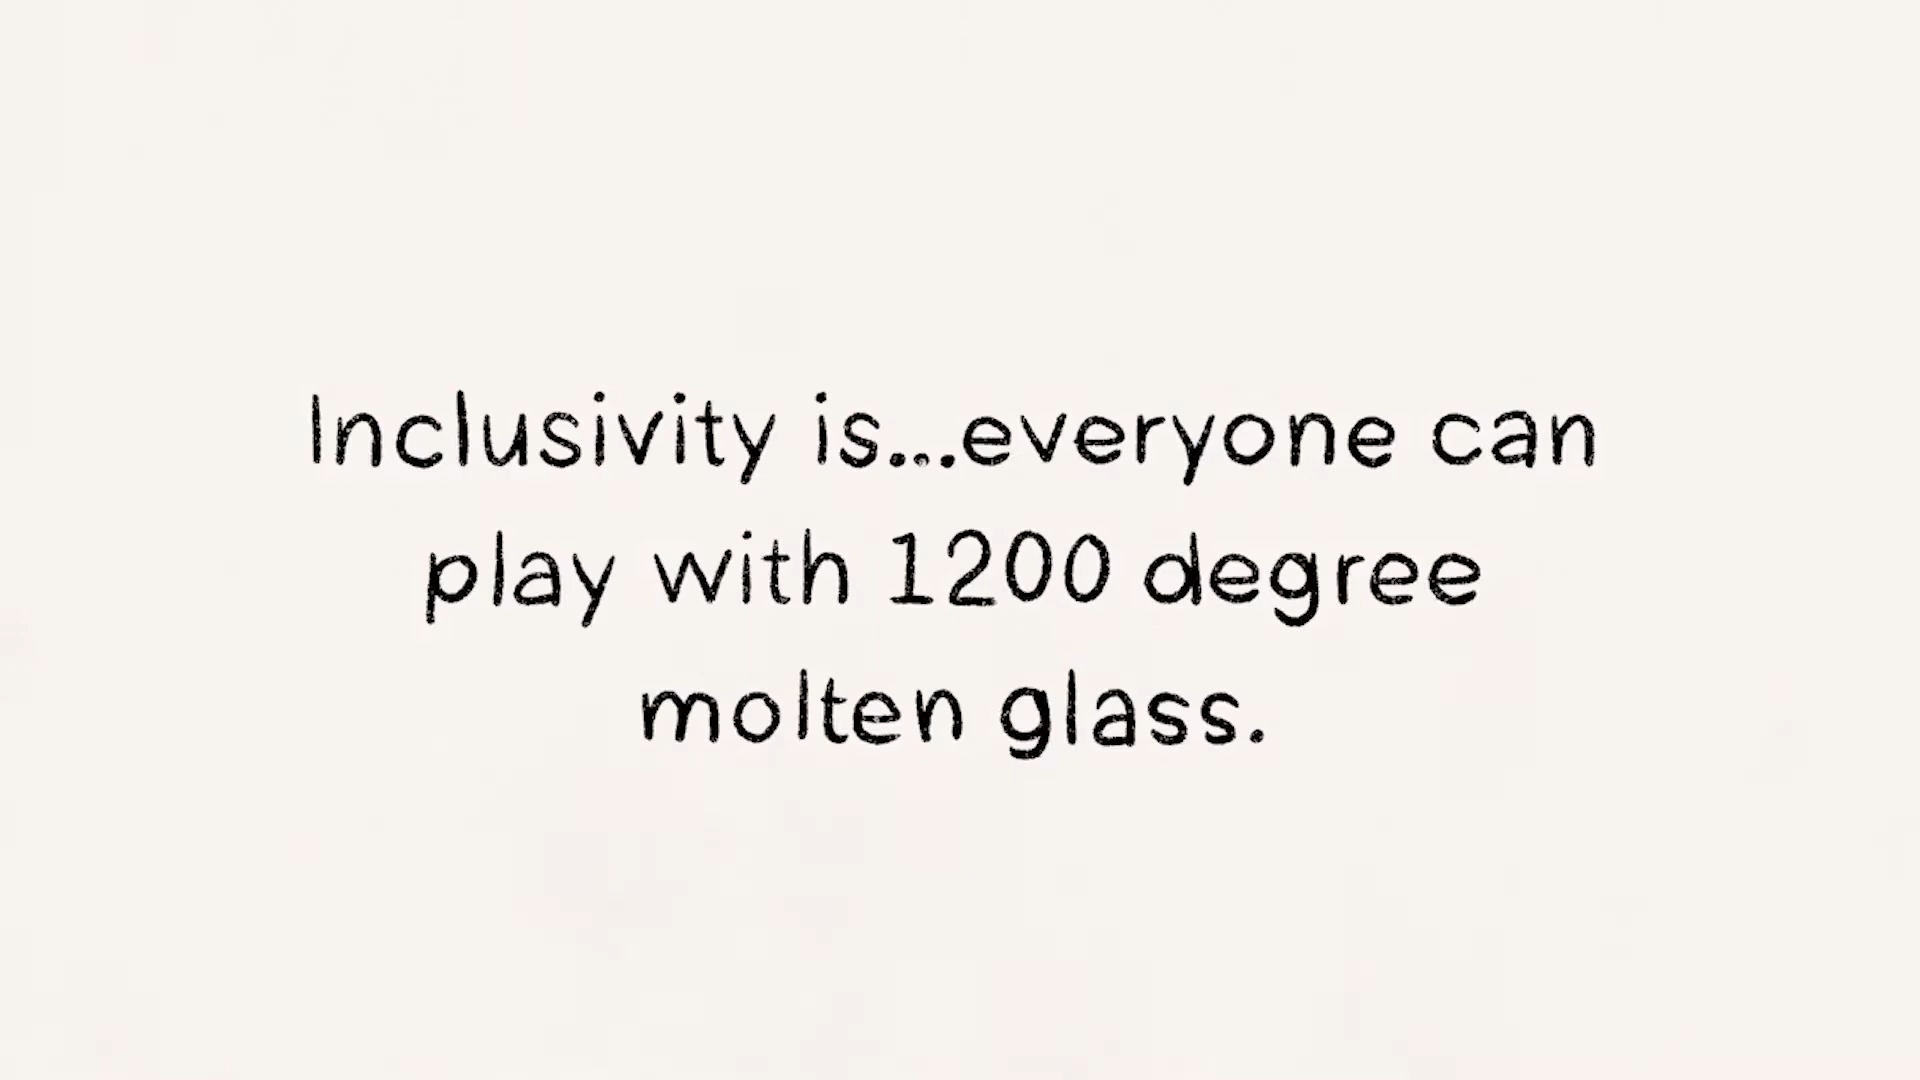 Inclusivity is...everyone can
play with 1200 degree
molten glass.